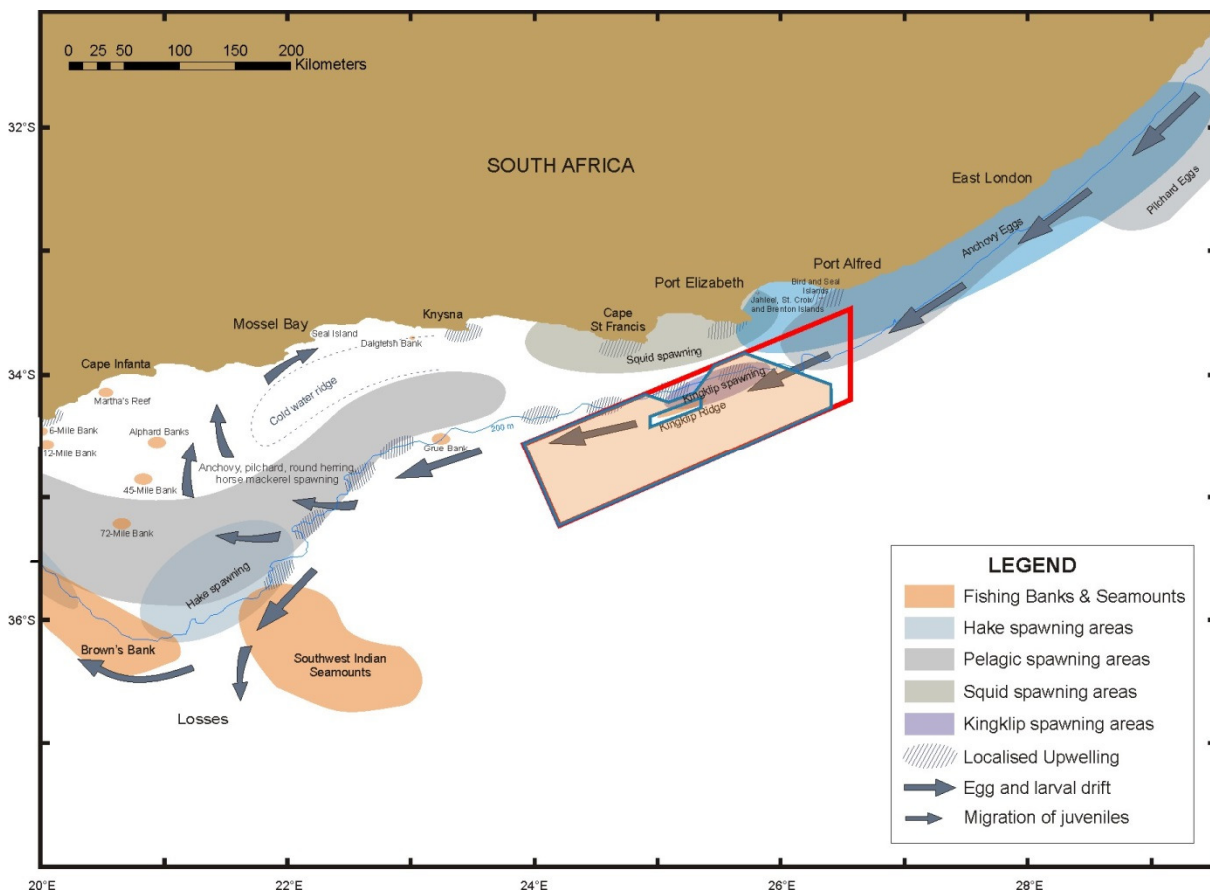 0 25 50 100 150 200
Kilometers
32°S
34°S
36°S
SOUTH AFRICA
East London
Pilchard Eggs
Anchovy Eggs
Port Alfred
Bird and Seal
Islands
Port Elizabeth
Jahleel, St. Croix
and Brenton Islands
Cape
St Francis
Squid spawning
Knysna
Mossel Bay
Seal Island
Dalgleish Bank
Cape Infanta
Cold water ridge
Martha's Reef
6-Mile Bank
12-Mile Bank
Alphard Banks
45-Mile Bank
72-Mile Bank
Anchovy, pilchard, round herring,
horse mackerel spawning
200 m
Grue Bank
Kingklip spawning
Kingklip Ridge
Hake spawning
Brown's Bank
Southwest Indian
Seamounts
Losses
LEGEND
Fishing Banks & Seamounts
Hake spawning areas
Pelagic spawning areas
Squid spawning areas
Kingklip spawning areas
Localised Upwelling
Egg and larval drift
Migration of juveniles
20°E 22°E 24°E 26°E 28°E